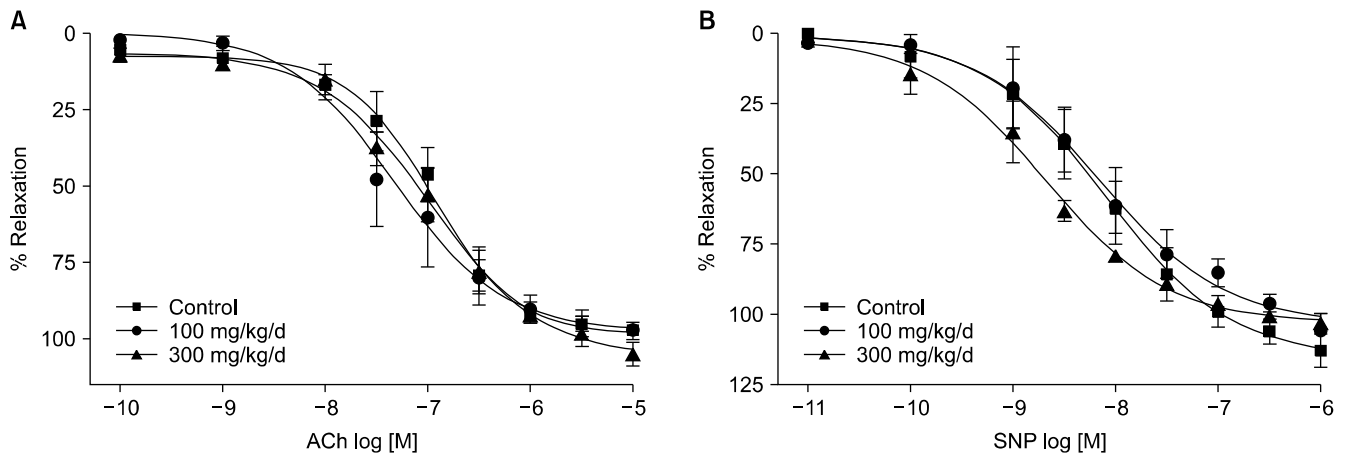 A
0
25
50
75
100
% Relaxation
Control
100 mg/kg/d
300 mg/kg/d
−10
−9
−8
−7
−6
−5
ACh log [M]
B
0
25
50
75
100
125
% Relaxation
Control
100 mg/kg/d
300 mg/kg/d
−11
−10
−9
−8
−7
−6
SNP log [M]